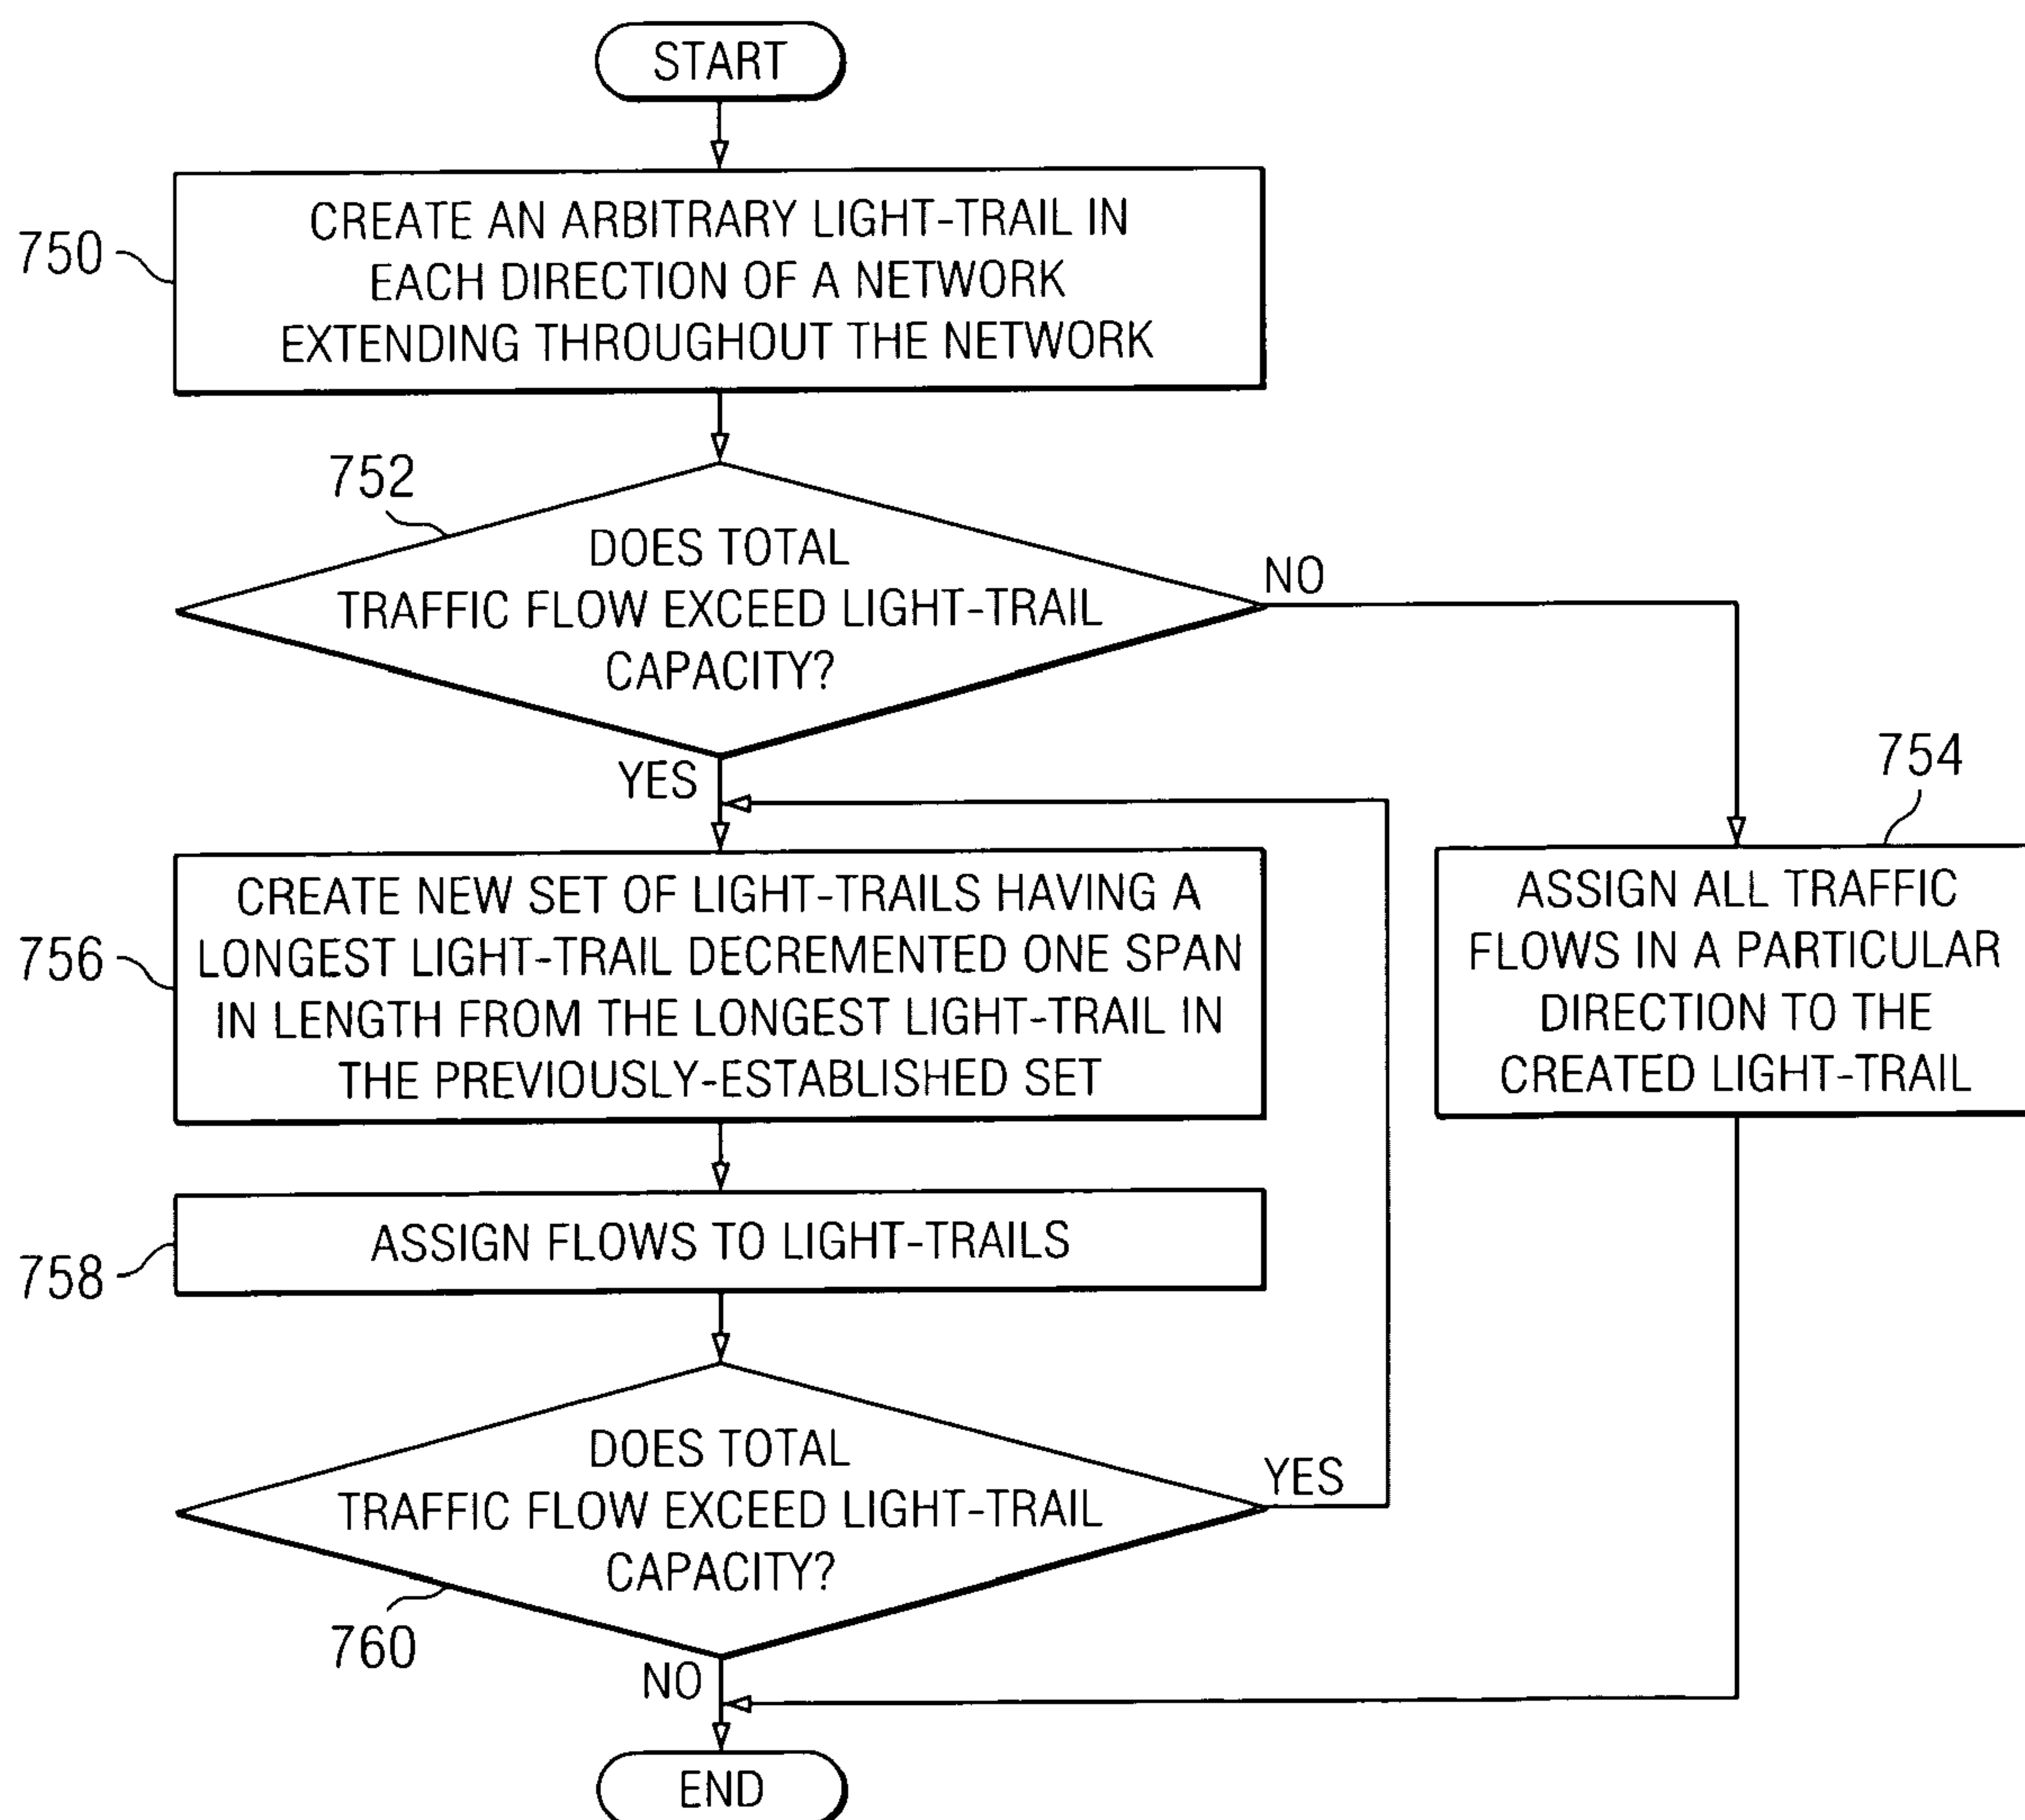 START
750
CREATE AN ARBITRARY LIGHT-TRAIL IN
EACH DIRECTION OF A NETWORK
EXTENDING THROUGHOUT THE NETWORK
752
DOES TOTAL
TRAFFIC FLOW EXCEED LIGHT-TRAIL
CAPACITY?
NO
YES
754
ASSIGN ALL TRAFFIC
FLOWS IN A PARTICULAR
DIRECTION TO THE
CREATED LIGHT-TRAIL
756
CREATE NEW SET OF LIGHT-TRAILS HAVING A
LONGEST LIGHT-TRAIL DECREMENTED ONE SPAN
IN LENGTH FROM THE LONGEST LIGHT-TRAIL IN
THE PREVIOUSLY-ESTABLISHED SET
758
ASSIGN FLOWS TO LIGHT-TRAILS
DOES TOTAL
TRAFFIC FLOW EXCEED LIGHT-TRAIL
CAPACITY?
YES
760
NO
END